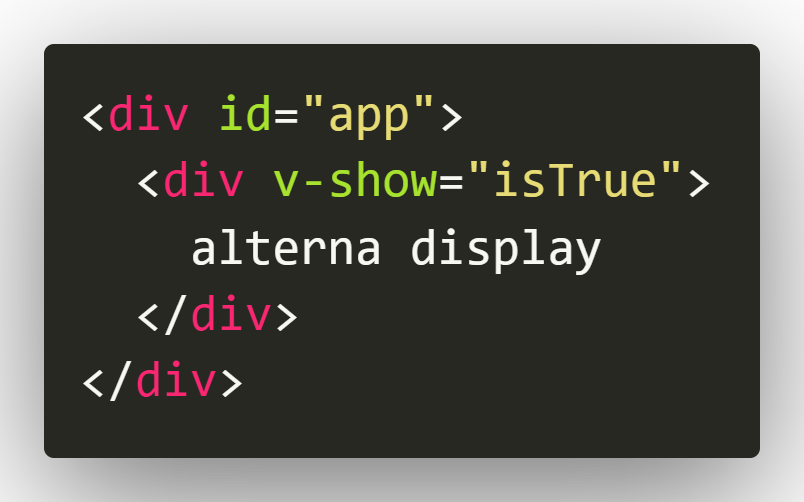 <div id="app">
  <div v-show="isTrue">
    alterna display
  </div>
</div>